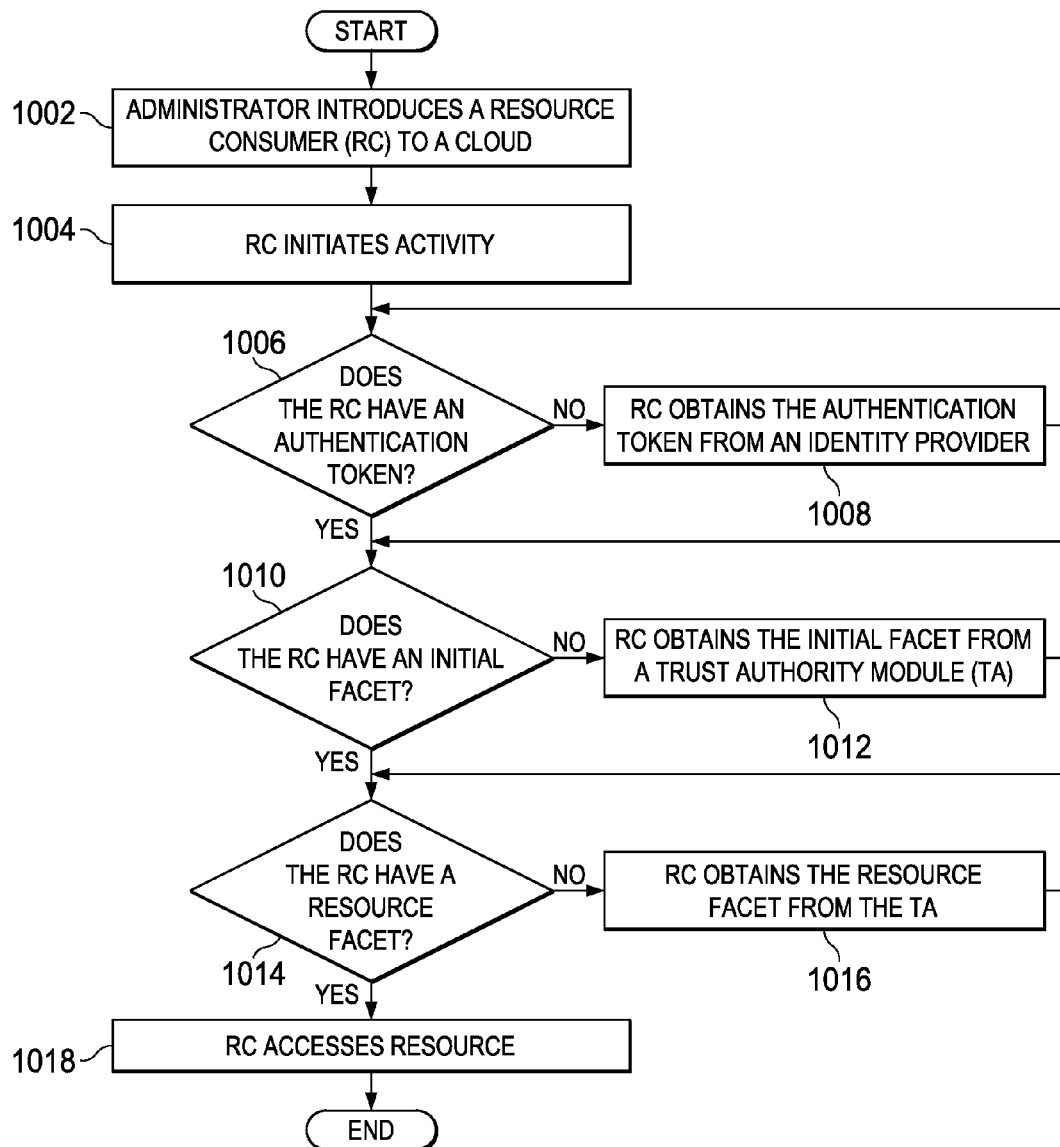 START
1002
ADMINISTRATOR INTRODUCES A RESOURCE
CONSUMER (RC) TO A CLOUD
1004
RC INITIATES ACTIVITY
1006
DOES
THE RC HAVE AN
AUTHENTICATION
TOKEN?
NO
RC OBTAINS THE AUTHENTICATION
TOKEN FROM AN IDENTITY PROVIDER
1008
YES
1010
DOES
THE RC HAVE AN INITIAL
FACET?
NO
RC OBTAINS THE INITIAL FACET FROM
A TRUST AUTHORITY MODULE (TA)
1012
YES
DOES
THE RC HAVE A
RESOURCE
FACET?
NO
RC OBTAINS THE RESOURCE
FACET FROM THE TA
1014
1016
YES
1018
RC ACCESSES RESOURCE
END